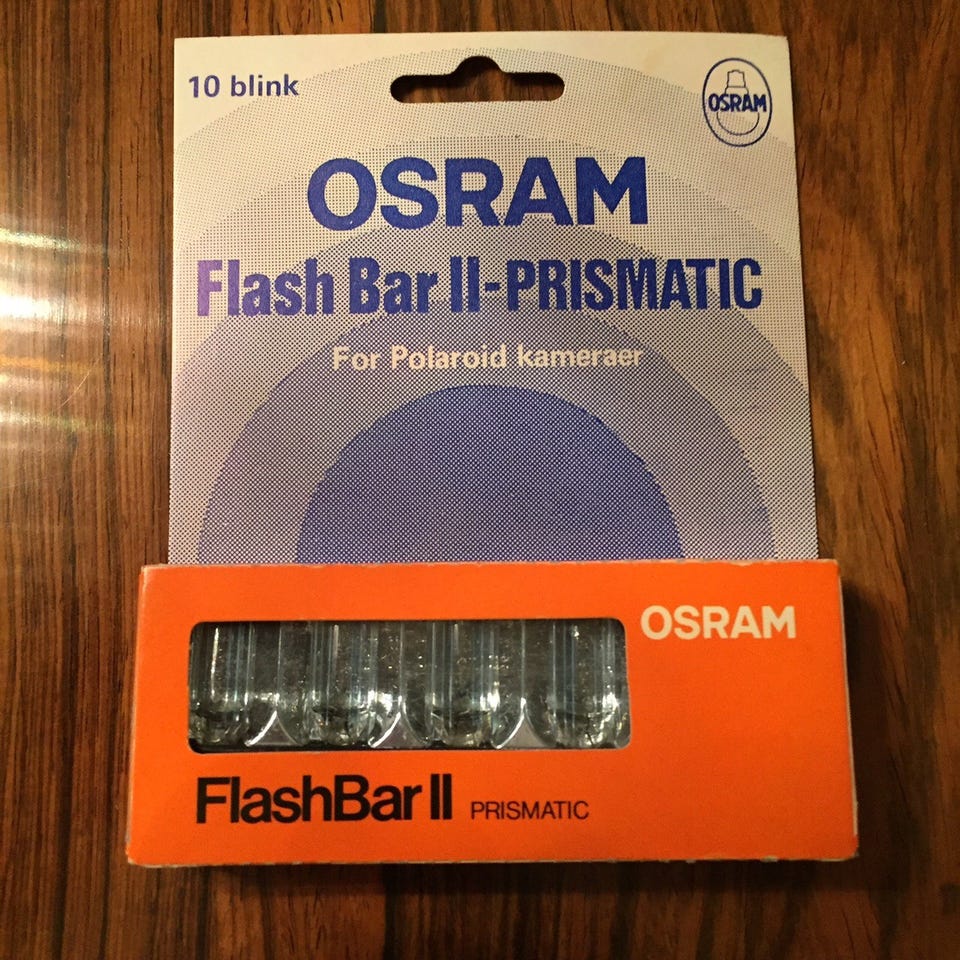 10 blink
OSRAM
OSRAM
Flash Bar II-PRISMATIC
For Polaroid kameraer
OSRAM
FlashBar II PRISMATIC